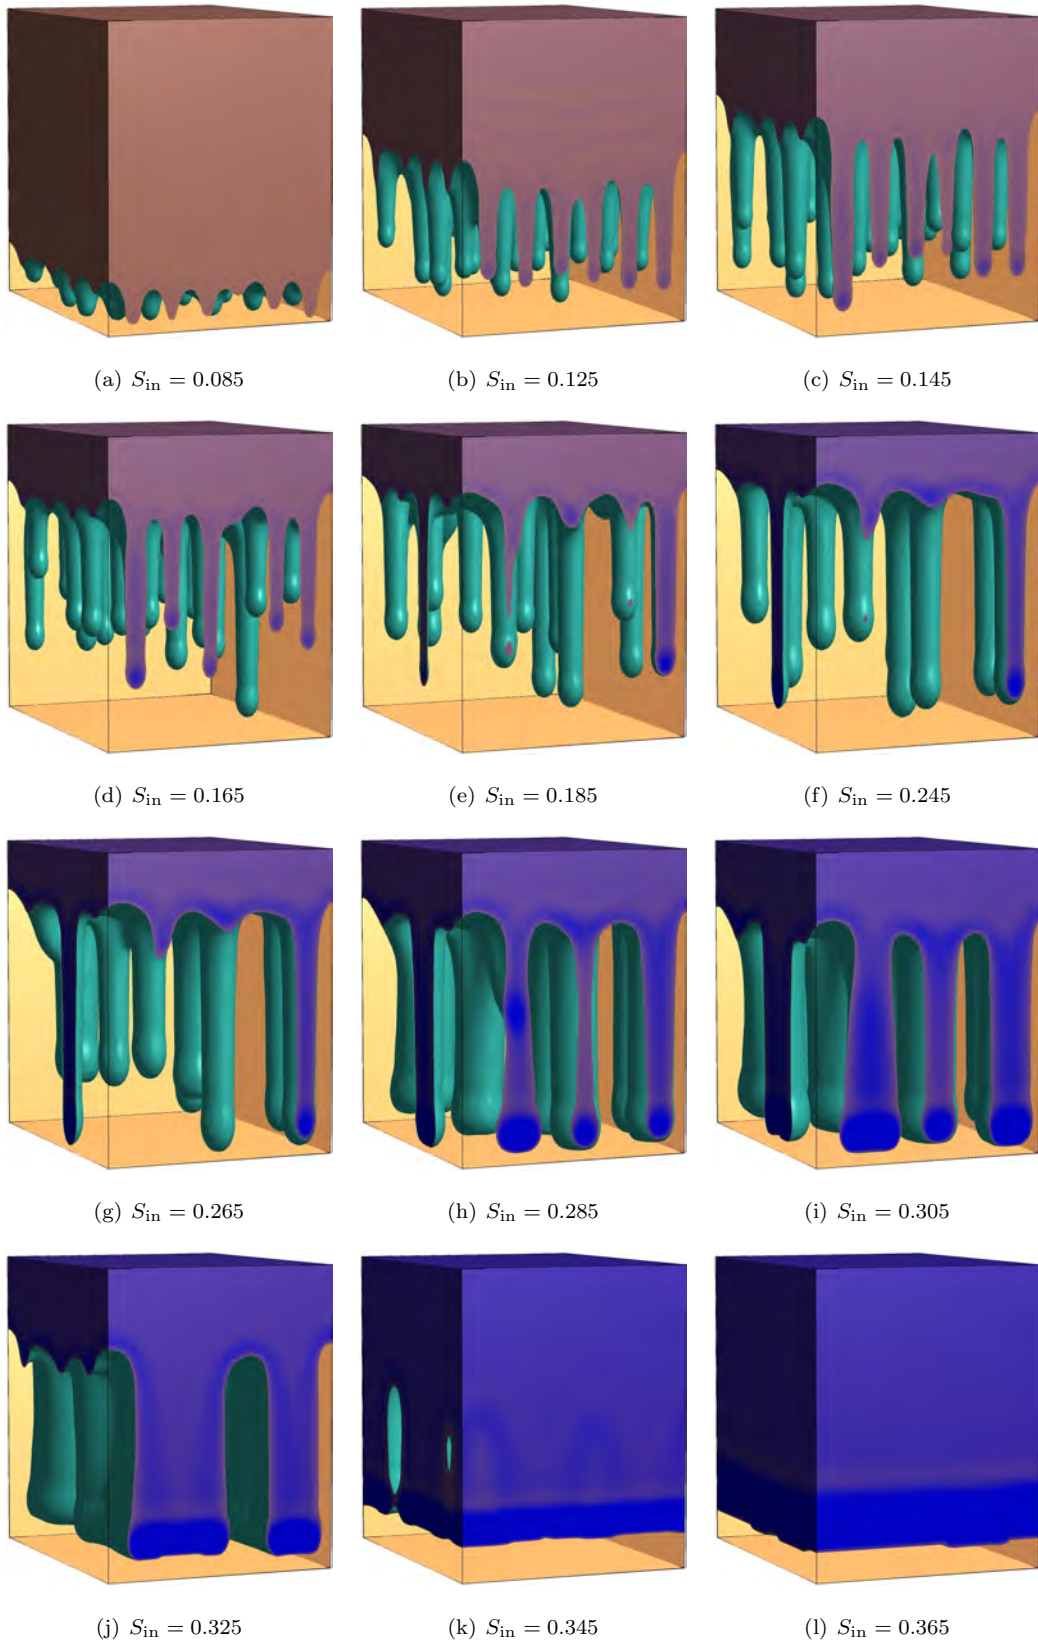 (a) S_in = 0.085
(b) S_in = 0.125
(c) S_in = 0.145
(d) S_in = 0.165
(e) S_in = 0.185
(f) S_in = 0.245
(g) S_in = 0.265
(h) S_in = 0.285
(i) S_in = 0.305
(j) S_in = 0.325
(k) S_in = 0.345
(l) S_in = 0.365